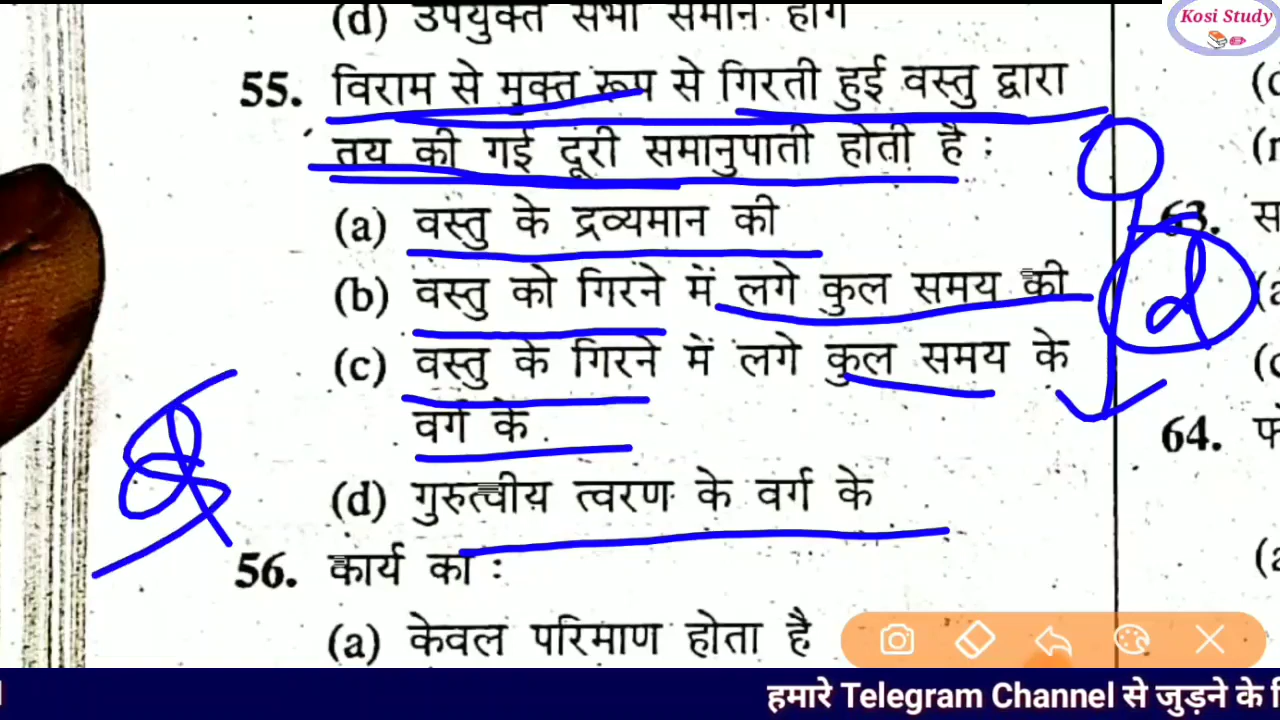 (d) उपर्युक्त सभी समान होंगे
Kosi Study
55. विराम से मुक्त रूप से गिरती हुई वस्तु द्वारा
तय की गई दूरी समानुपाती होती है :
(a) वस्तु के द्रव्यमान की
(b) वस्तु को गिरने में लगे कुल समय की
(c) वस्तु के गिरने में लगे कुल समय के
वर्ग के
(d) गुरुत्वीय त्वरण के वर्ग के
56. कार्य का :
(a) केवल परिमाण होता है
63. स
d
64.
(a
हमारे Telegram Channel से जुड़ने के